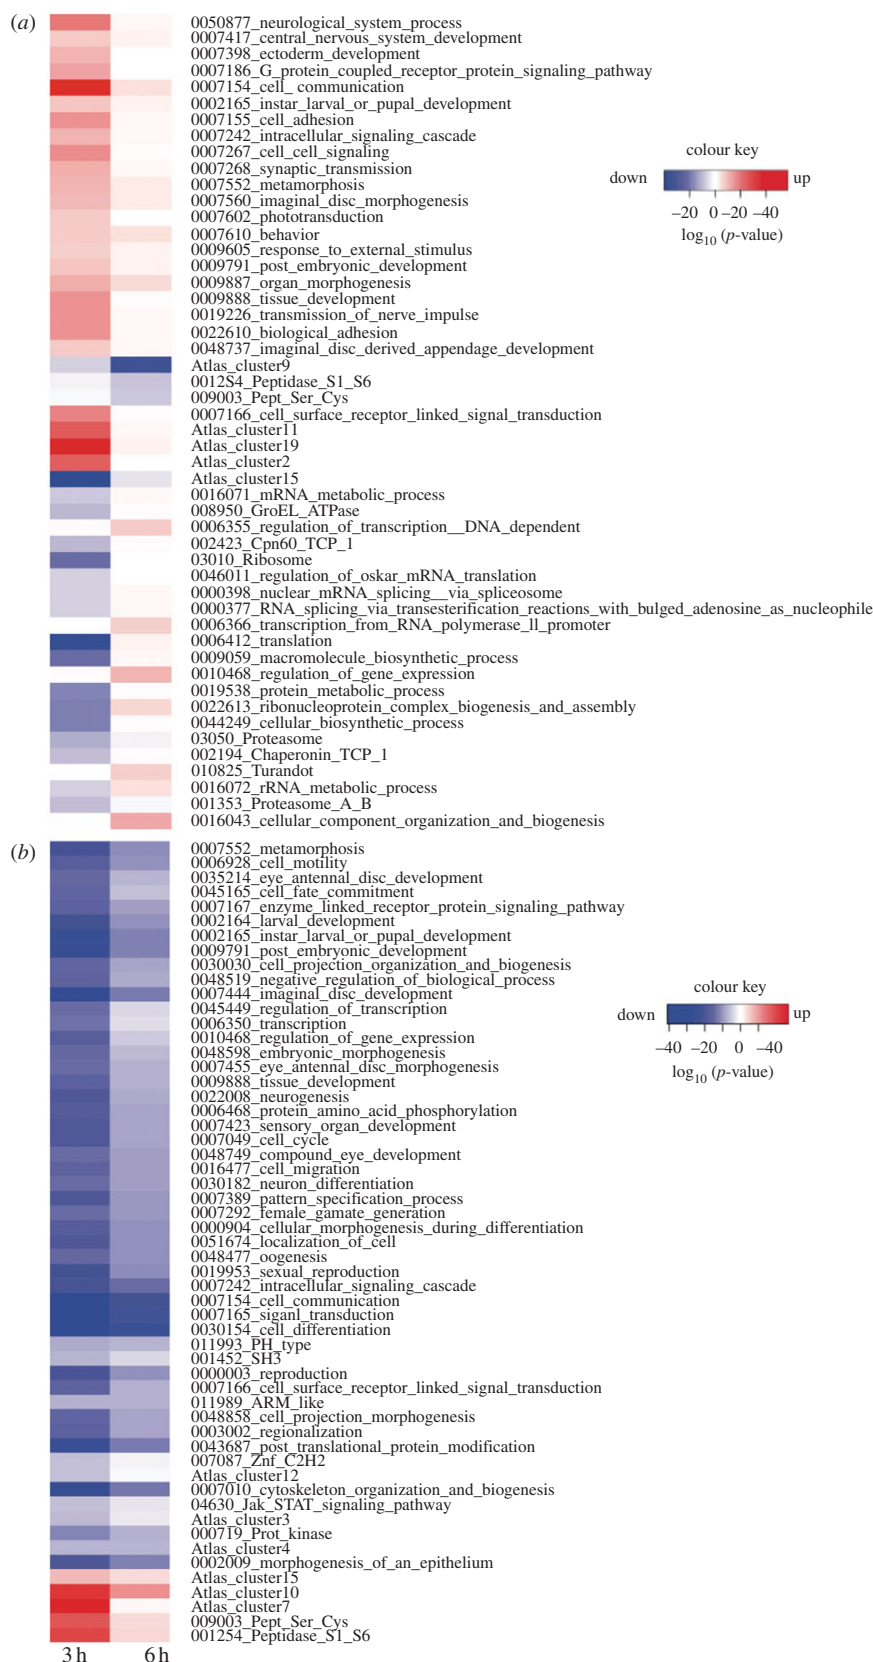 (a)
0050877_neurological_system_process
0007417_central_nervous_system_development
0007398_ectoderm_development
0007186_G_protein_coupled_receptor_protein_signaling_pathway
0007154_cell_ communication
0002165_instar_larval_or_pupal_development
0007155_cell_adhesion
0007242_intracellular_signaling_cascade
0007267_cell_cell_signaling
0007268_synaptic_transmission
0007552_metamorphosis
0007560_imaginal_disc_morphogenesis
0007602_phototransduction
0007610_behavior
0009605_response_to_external_stimulus
0009791_post_embryonic_development
0009887_organ_morphogenesis
0009888_tissue_development
0019226_transmission_of_nerve_impulse
0022610_biological_adhesion
0048737_imaginal_disc_derived_appendage_development
Atlas_cluster9
0012S4_Peptidase_S1_S6
009003_Pept_Ser_Cys
0007166_cell_surface_receptor_linked_signal_transduction
Atlas_cluster11
Atlas_cluster19
Atlas_cluster2
Atlas_cluster15
0016071_mRNA_metabolic_process
008950_GroEL_ATPase
0006355_regulation_of_transcription__DNA_dependent
002423_Cpn60_TCP_1
03010_Ribosome
0046011_regulation_of_oskar_mRNA_translation
0000398_nuclear_mRNA_splicing__via_spliceosome
0000377_RNA_splicing_via_transesterification_reactions_with_bulged_adenosine_as_nucleophile
0006366_transcription_from_RNA_polymerase_ll_promoter
0006412_translation
0009059_macromolecule_biosynthetic_process
0010468_regulation_of_gene_expression
0019538_protein_metabolic_process
0022613_ribonucleoprotein_complex_biogenesis_and_assembly
0044249_cellular_biosynthetic_process
03050_Proteasome
002194_Chaperonin_TCP_1
010825_Turandot
0016072_rRNA_metabolic_process
001353_Proteasome_A_B
0016043_cellular_component_organization_and_biogenesis
colour key
down up
–20 0 –20 –40
log10 (p-value)
(b)
0007552_metamorphosis
0006928_cell_motility
0035214_eye_antennal_disc_development
0045165_cell_fate_commitment
0007167_enzyme_linked_receptor_protein_signaling_pathway
0002164_larval_development
0002165_instar_larval_or_pupal_development
0009791_post_embryonic_development
0030030_cell_projection_organization_and_biogenesis
0048519_negative_regulation_of_biological_process
0007444_imaginal_disc_development
0045449_regulation_of_transcription
0006350_transcription
0010468_regulation_of_gene_expression
0048598_embryonic_morphogenesis
0007455_eye_antennal_disc_morphogenesis
0009888_tissue_development
0022008_neurogenesis
0006468_protein_amino_acid_phosphorylation
0007423_sensory_organ_development
0007049_cell_cycle
0048749_compound_eye_development
0016477_cell_migration
0030182_neuron_differentiation
0007389_pattern_specification_process
0007292_female_gamate_generation
0000904_cellular_morphogenesis_during_differentiation
0051674_localization_of_cell
0048477_oogenesis
0019953_sexual_reproduction
0007242_intracellular_signaling_cascade
0007154_cell_communication
0007165_siganl_transduction
0030154_cell_differentiation
011993_PH_type
001452_SH3
0000003_reproduction
0007166_cell_surface_receptor_linked_signal_transduction
011989_ARM_like
0048858_cell_projection_morphogenesis
0003002_regionalization
0043687_post_translational_protein_modification
007087_Znf_C2H2
Atlas_cluster12
0007010_cytoskeleton_organization_and_biogenesis
04630_Jak_STAT_signaling_pathway
Atlas_cluster3
000719_Prot_kinase
Atlas_cluster4
0002009_morphogenesis_of_an_epithelium
Atlas_cluster15
Atlas_cluster10
Atlas_cluster7
009003_Pept_Ser_Cys
001254_Peptidase_S1_S6
colour key
down up
–40 –20 0 –40
log10 (p-value)
3 h 6 h